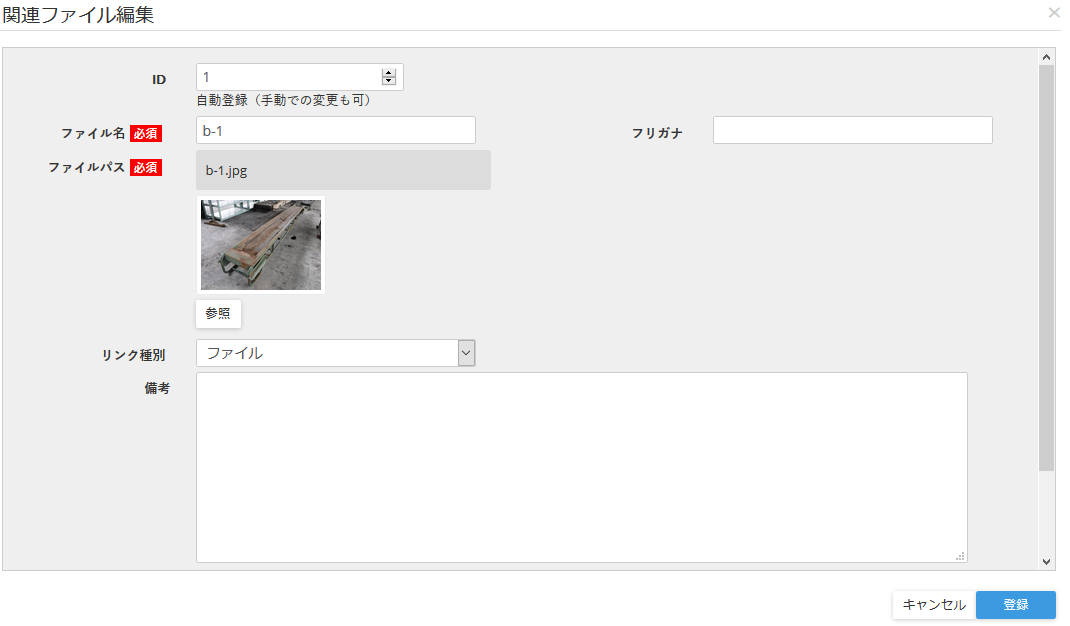 関連ファイル編集
ID 1
自動登録（手動での変更も可）
ファイル名 必須 b-1 フリガナ
ファイルパス 必須 b-1.jpg
参照
リンク種別 ファイル
備考
キャンセル 登録